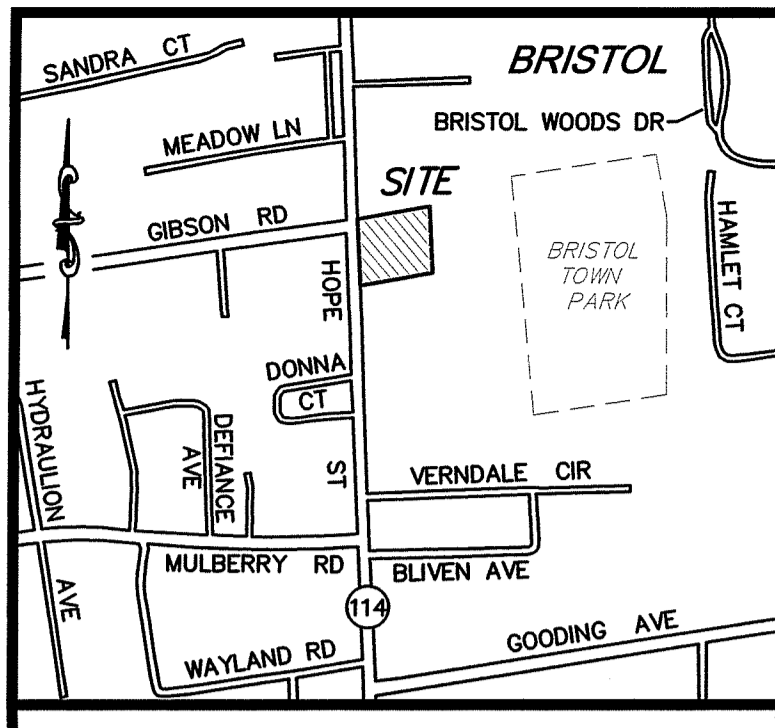 SANDRA CT
BRISTOL
BRISTOL WOODS DR
MEADOW LN
SITE
GIBSON RD
HAMLET CT
BRISTOL
TOWN
PARK
HOPE ST
DONNA
CT
HYDRAULION AVE
DEFIANCE
AVE
VERNDALE CIR
MULBERRY RD
BLIVEN AVE
114
GOODING AVE
WAYLAND RD